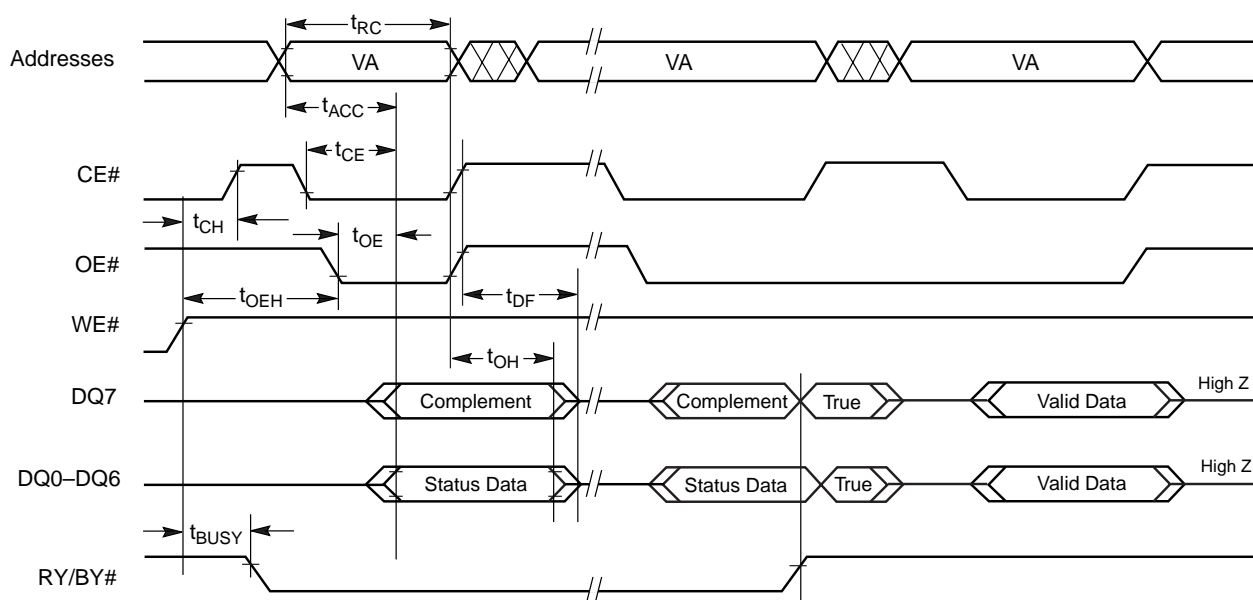 tRC
Addresses VA VA VA
tACC
tCE
CE#
tCH
tOE
OE#
tOEH tDF
WE#
tOH
DQ7 Complement Complement True Valid Data High Z
DQ0–DQ6 Status Data Status Data True Valid Data High Z
tBUSY
RY/BY#